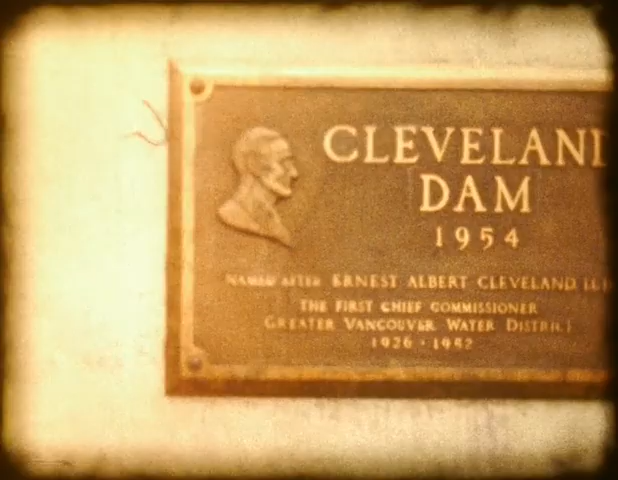 CLEVELAND
DAM
1954
NAMED AFTER ERNEST ALBERT CLEVELAND
THE FIRST CHIEF COMMISSIONER
GREATER VANCOUVER WATER DISTRICT
1926 · 1952